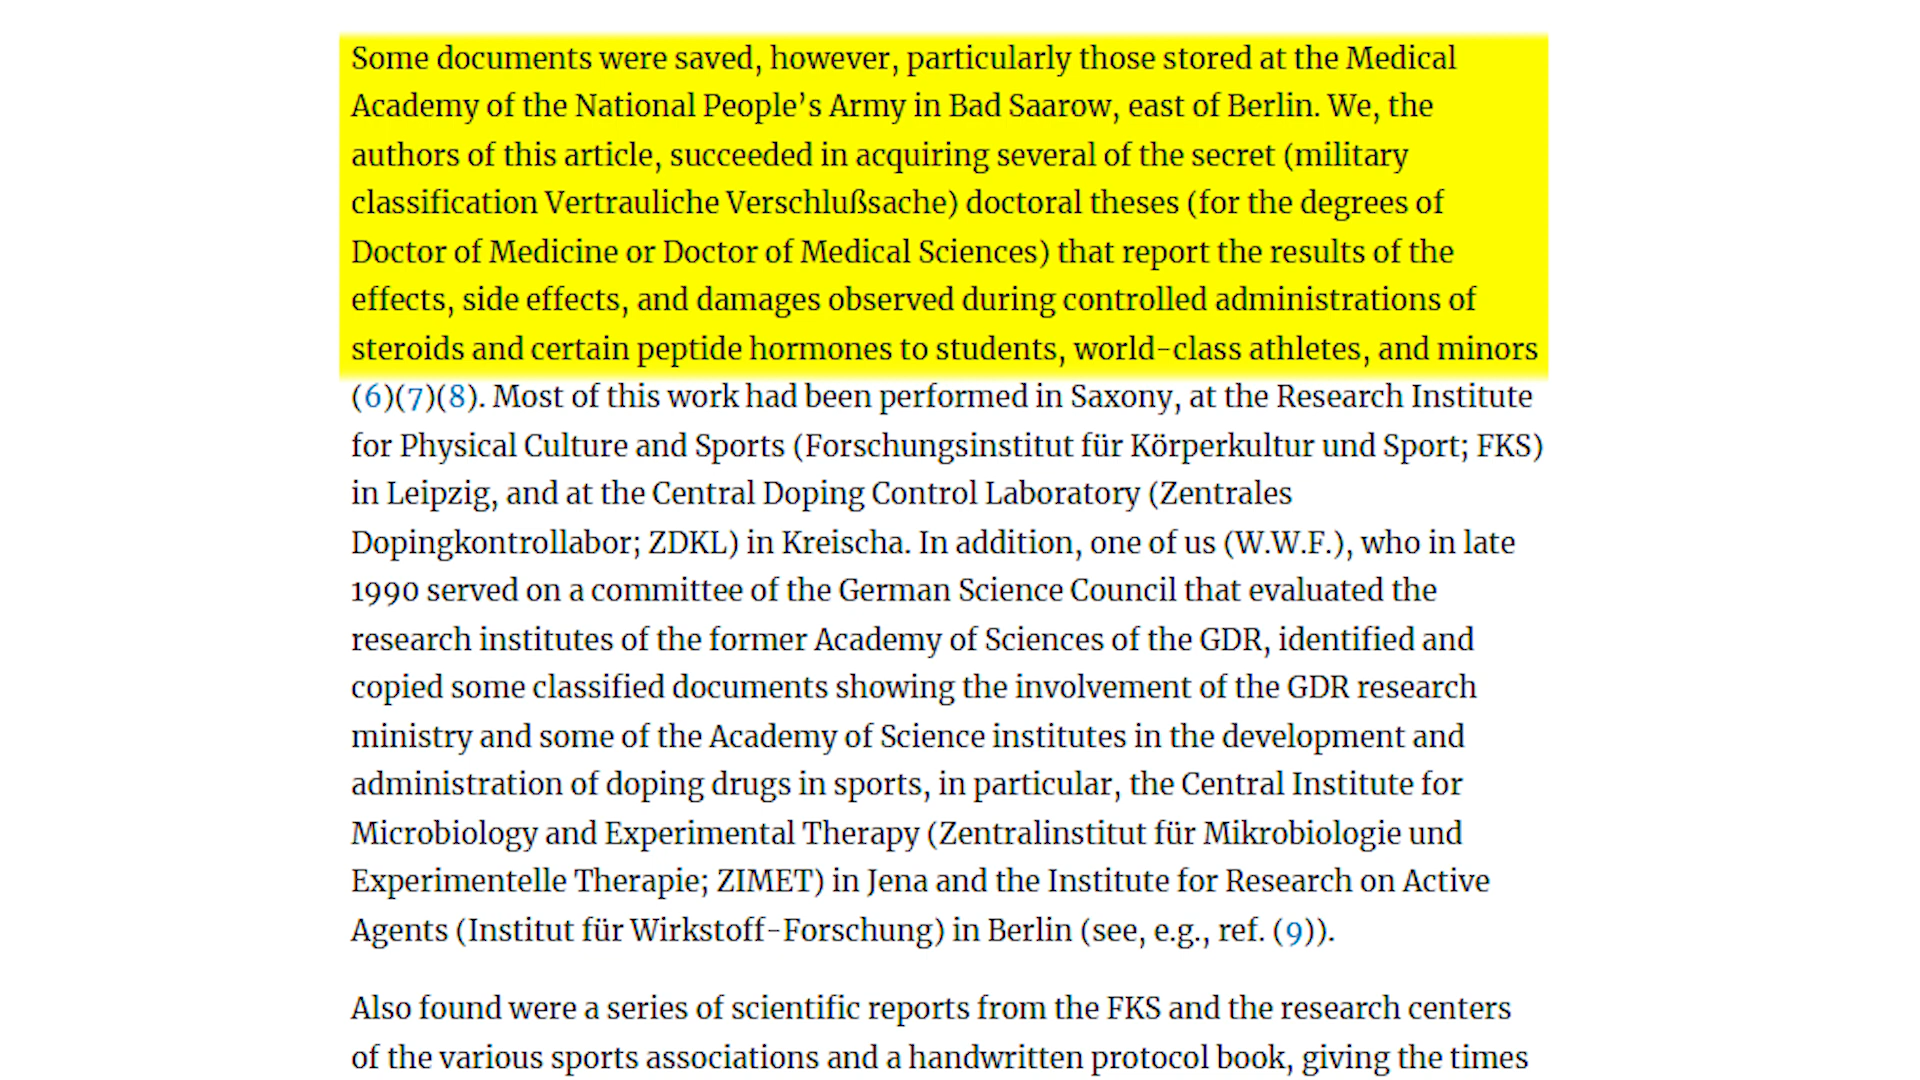 Some documents were saved, however, particularly those stored at the Medical
Academy of the National People’s Army in Bad Saarow, east of Berlin. We, the
authors of this article, succeeded in acquiring several of the secret (military
classification Vertrauliche Verschlußsache) doctoral theses (for the degrees of
Doctor of Medicine or Doctor of Medical Sciences) that report the results of the
effects, side effects, and damages observed during controlled administrations of
steroids and certain peptide hormones to students, world-class athletes, and minors
(6)(7)(8). Most of this work had been performed in Saxony, at the Research Institute
for Physical Culture and Sports (Forschungsinstitut für Körperkultur und Sport; FKS)
in Leipzig, and at the Central Doping Control Laboratory (Zentrales
Dopingkontrollabor; ZDKL) in Kreischa. In addition, one of us (W.W.F.), who in late
1990 served on a committee of the German Science Council that evaluated the
research institutes of the former Academy of Sciences of the GDR, identified and
copied some classified documents showing the involvement of the GDR research
ministry and some of the Academy of Science institutes in the development and
administration of doping drugs in sports, in particular, the Central Institute for
Microbiology and Experimental Therapy (Zentralinstitut für Mikrobiologie und
Experimentelle Therapie; ZIMET) in Jena and the Institute for Research on Active
Agents (Institut für Wirkstoff-Forschung) in Berlin (see, e.g., ref. (9)).
Also found were a series of scientific reports from the FKS and the research centers
of the various sports associations and a handwritten protocol book, giving the times